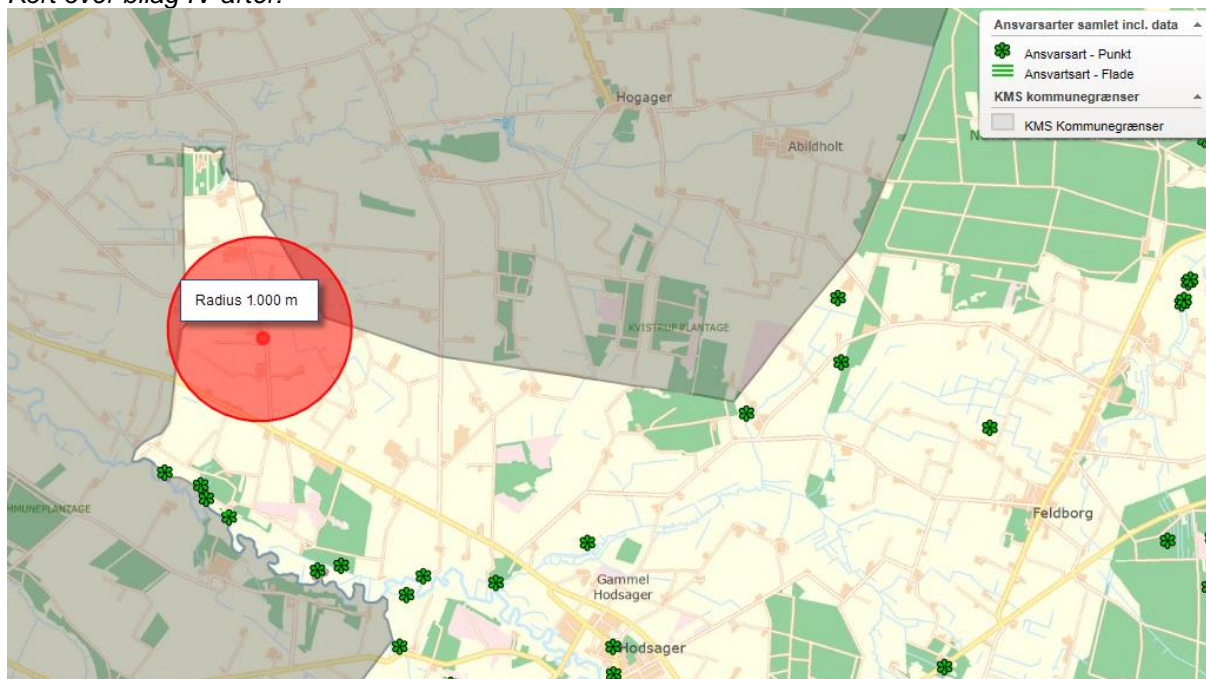 Kort over bilag IV-arter.
Ansvarsarter samlet incl. data
Ansvarsart - Punkt
Ansvartsart - Flade
KMS kommunegrænser
KMS Kommunegrænser
Hogager
Abildholt
Radius 1.000 m
KVISTRUP PLANTAGE
MMUNEPLANTAGE
Feldborg
Gammel
Hodsager
Hodsager